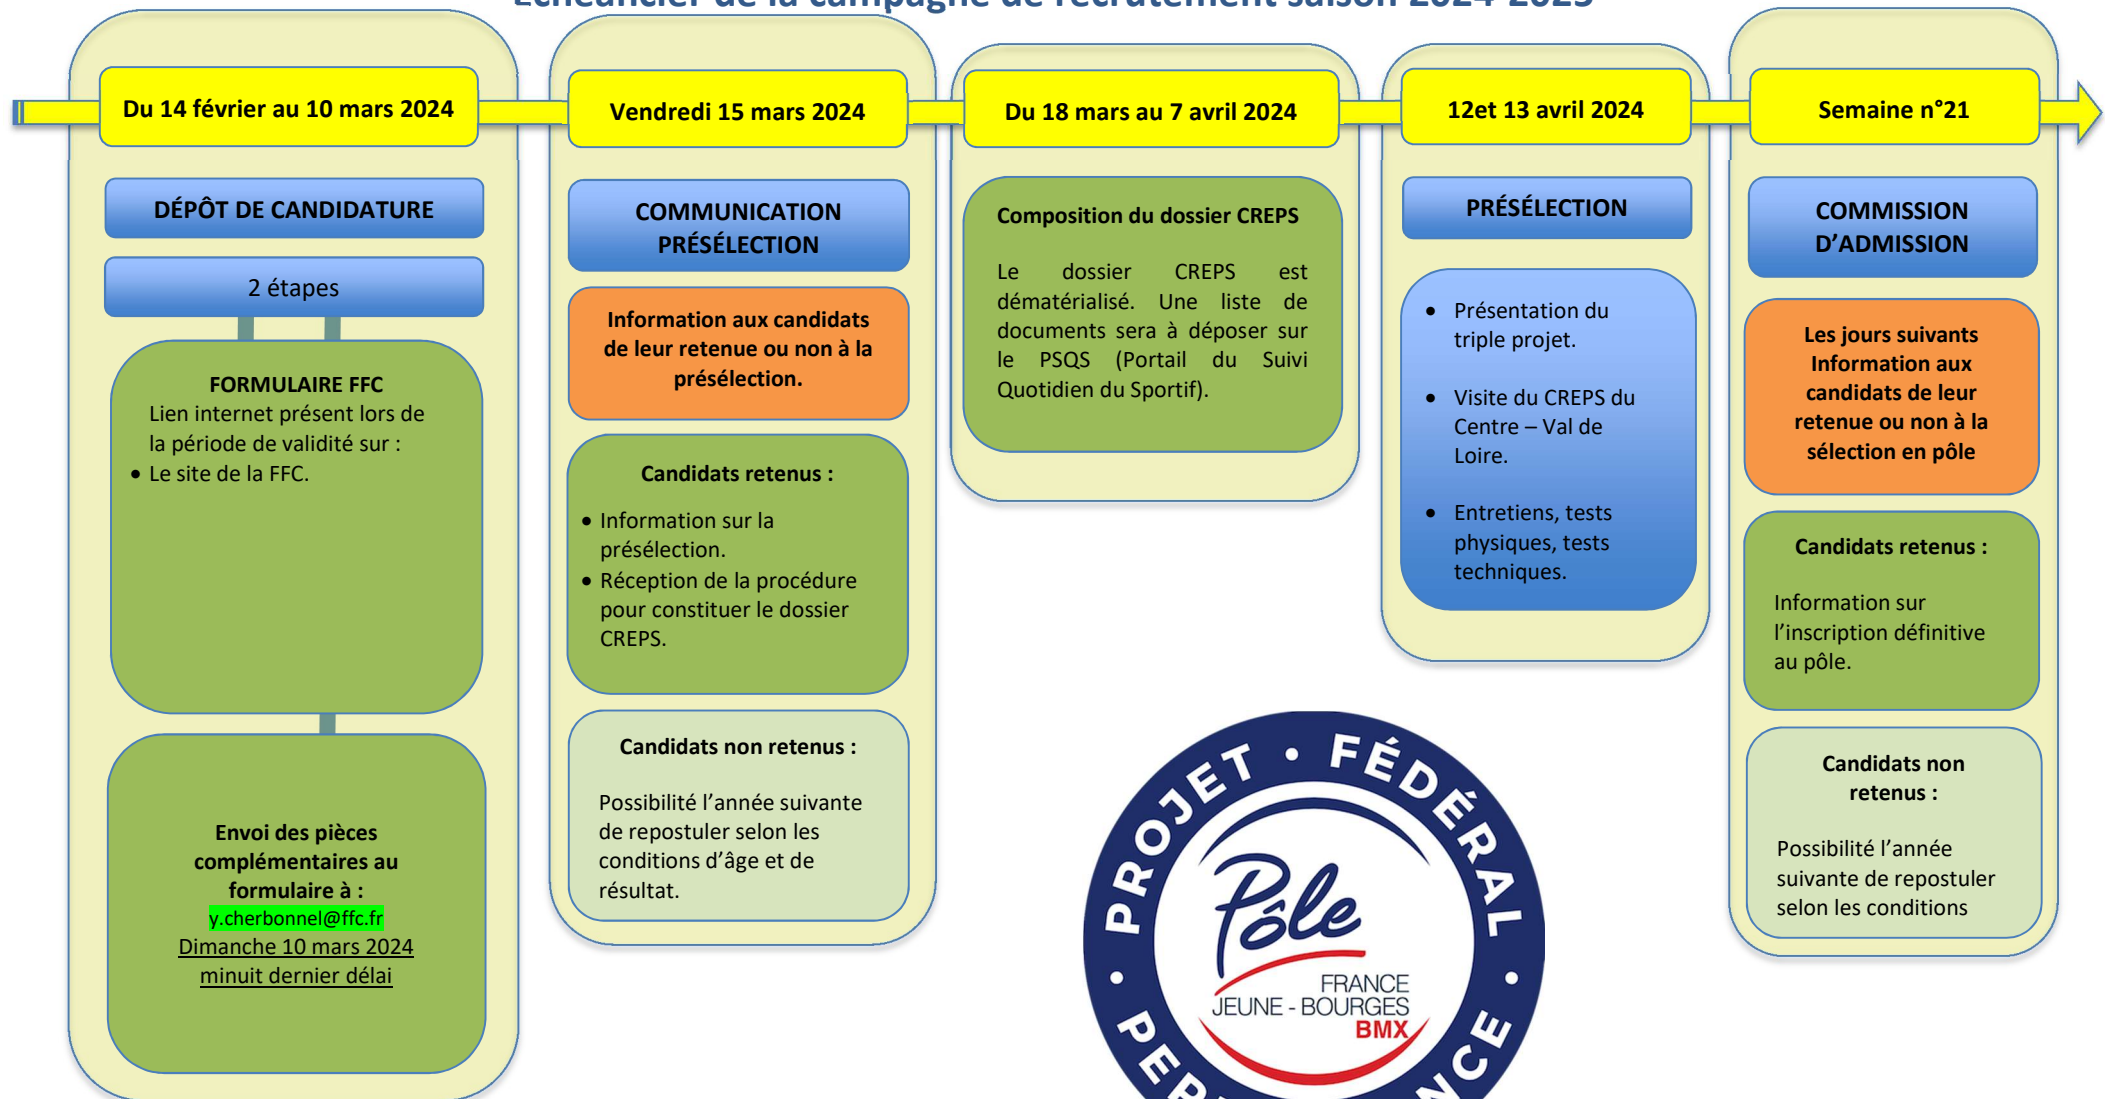 Échéancier de la campagne de recrutement saison 2024-2025
Du 14 février au 10 mars 2024
DÉPÔT DE CANDIDATURE
2 étapes
FORMULAIRE FFC
Lien internet présent lors de
la période de validité sur :
• Le site de la FFC.
Envoi des pièces
complémentaires au
formulaire à :
y.cherbonnel@ffc.fr
Dimanche 10 mars 2024
minuit dernier délai
Vendredi 15 mars 2024
COMMUNICATION
PRÉSÉLECTION
Information aux candidats
de leur retenue ou non à la
présélection.
Candidats retenus :
• Information sur la
présélection.
• Réception de la procédure
pour constituer le dossier
CREPS.
Candidats non retenus :
Possibilité l’année suivante
de repostuler selon les
conditions d’âge et de
résultat.
Du 18 mars au 7 avril 2024
Composition du dossier CREPS
Le dossier CREPS est
dématérialisé. Une liste de
documents sera à déposer sur
le PSQS (Portail du Suivi
Quotidien du Sportif).
12et 13 avril 2024
PRÉSÉLECTION
• Présentation du
triple projet.
• Visite du CREPS du
Centre – Val de
Loire.
• Entretiens, tests
physiques, tests
techniques.
Semaine n°21
COMMISSION
D’ADMISSION
Les jours suivants
Information aux
candidats de leur
retenue ou non à la
sélection en pôle
Candidats retenus :
Information sur
l’inscription définitive
au pôle.
Candidats non
retenus :
Possibilité l’année
suivante de repostuler
selon les conditions
• PROJET • FÉDÉRAL •
Pôle
FRANCE
JEUNE - BOURGES
BMX